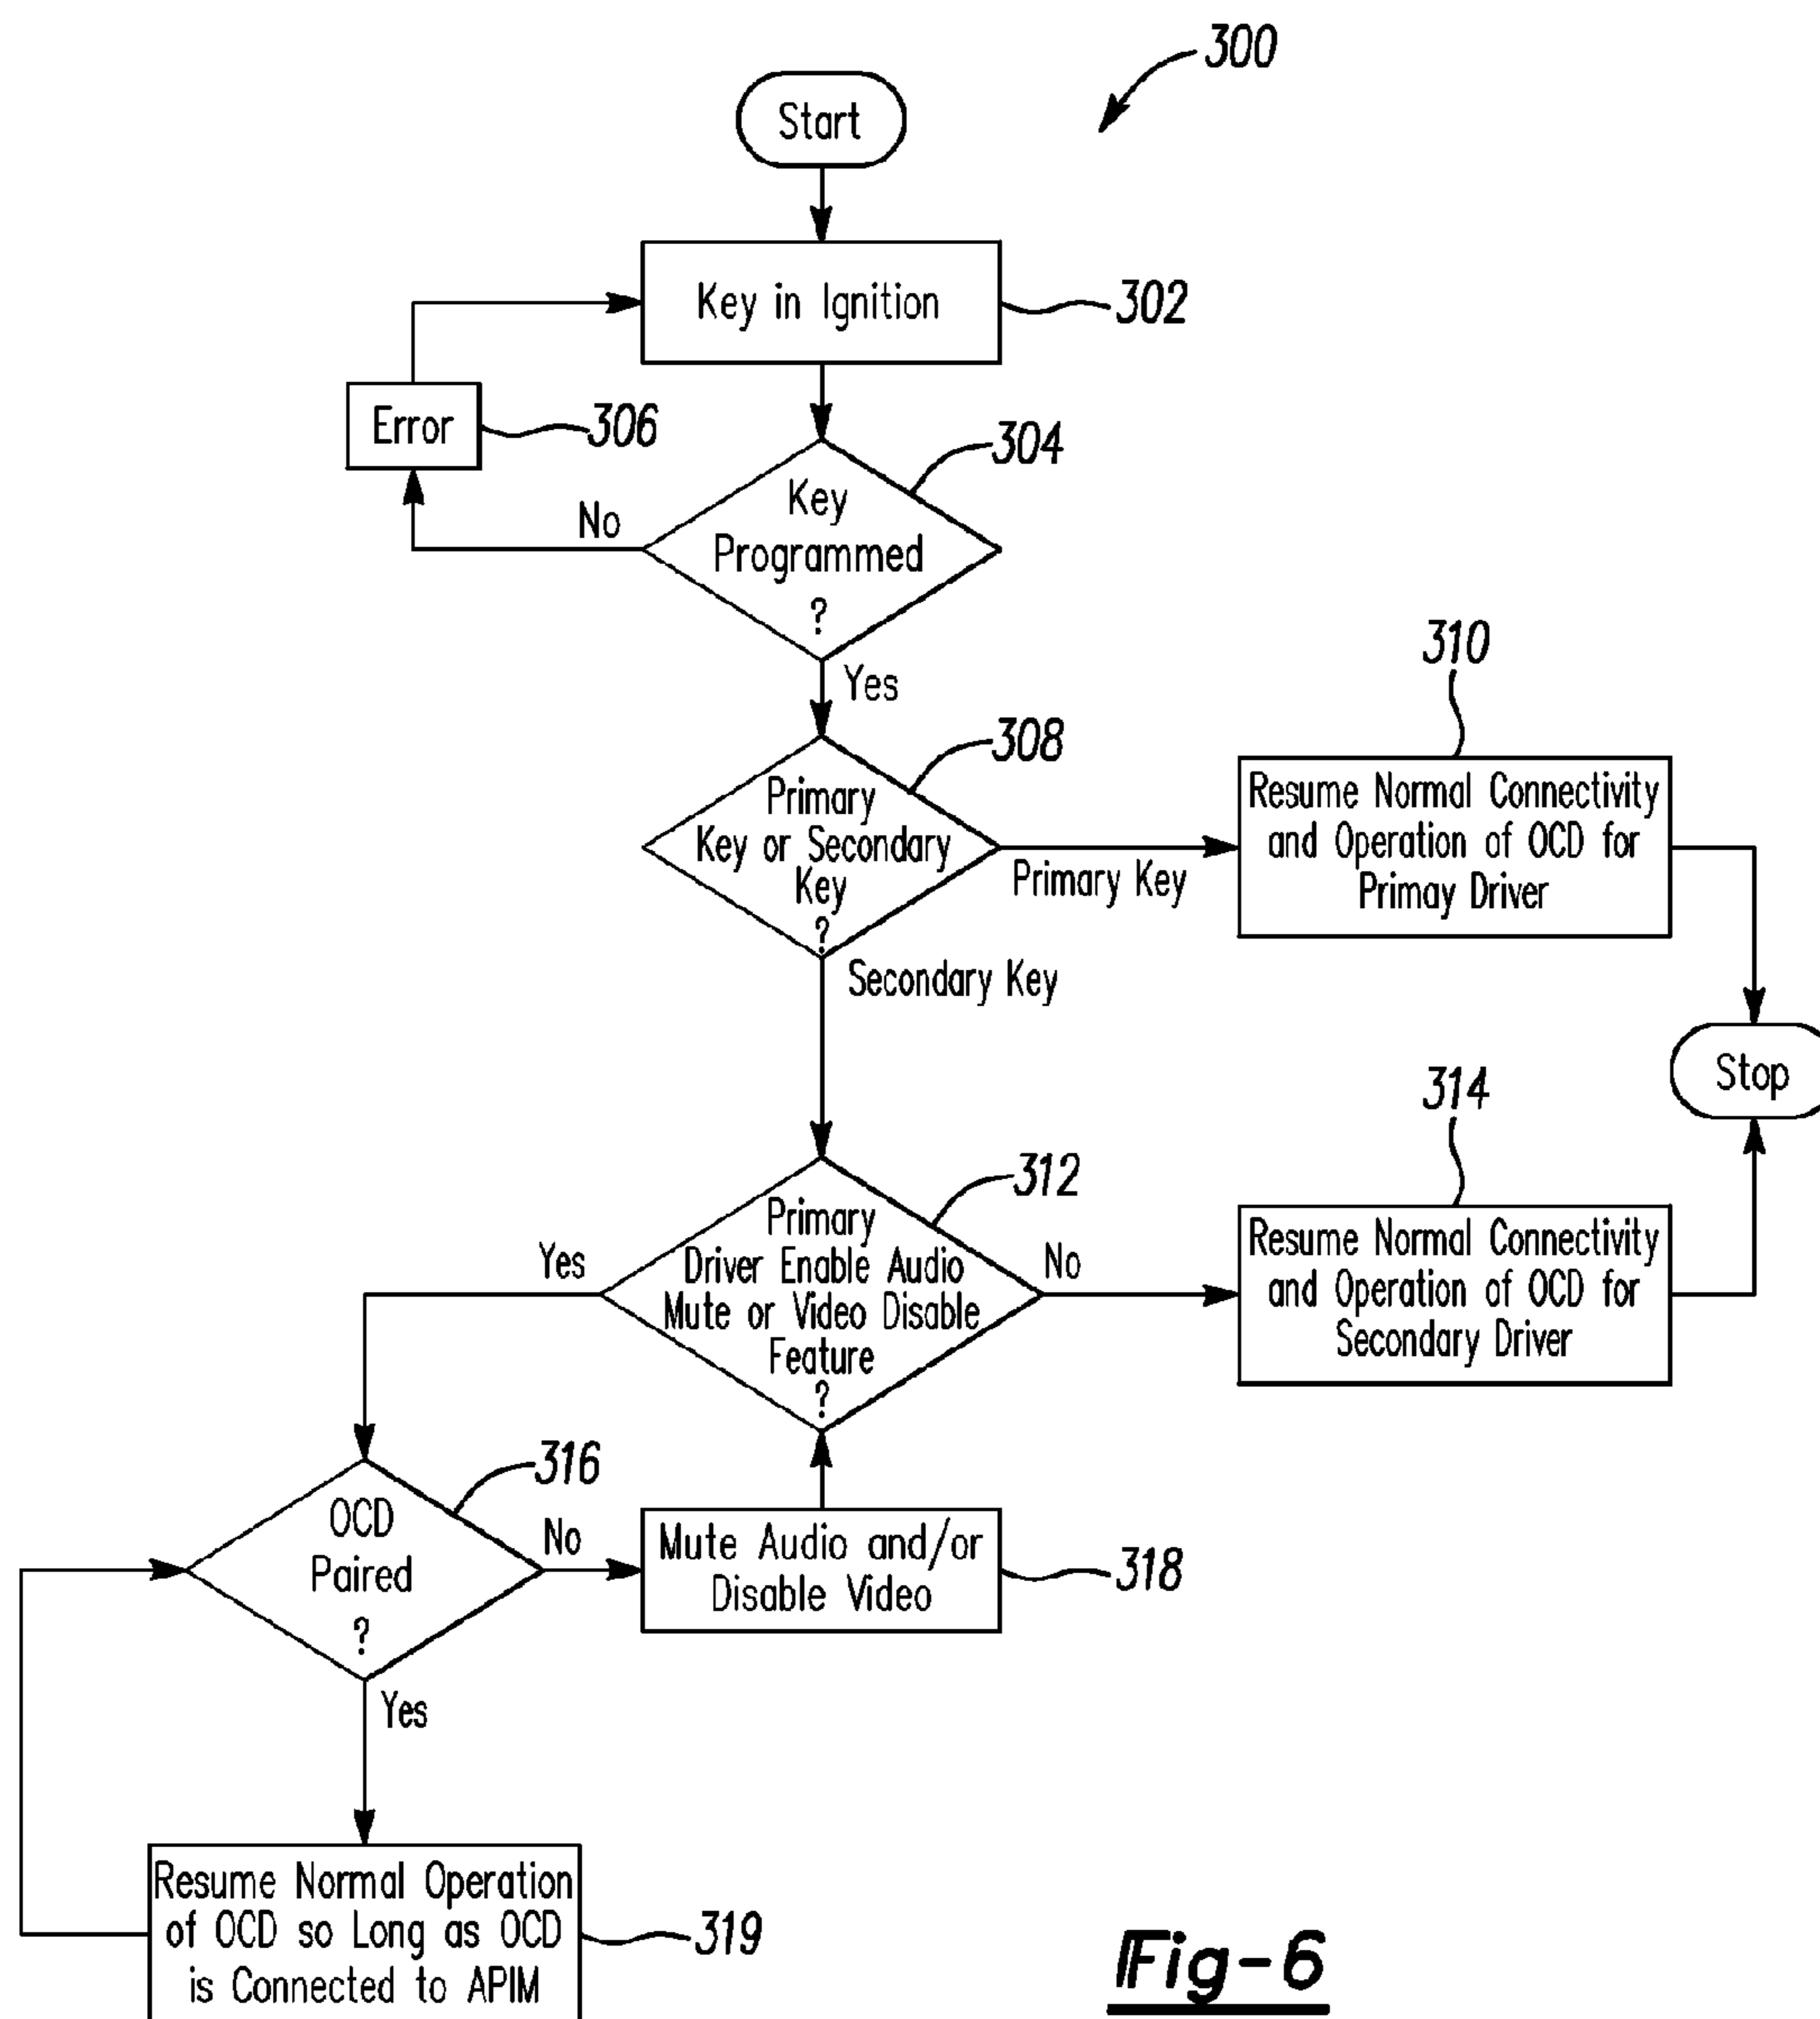 300
Start
Key in Ignition
302
Error
306
304
Key
Programmed
?
No
Yes
310
308
Primary
Key or Secondary
Key
?
Primary Key
Resume Normal Connectivity
and Operation of OCD for
Primay Driver
Secondary Key
Stop
314
312
Primary
Driver Enable Audio
Mute or Video Disable
Feature
?
Yes
No
Resume Normal Connectivity
and Operation of OCD for
Secondary Driver
316
OCD
Paired
?
No
Mute Audio and/or
Disable Video
318
Yes
Resume Normal Operation
of OCD so Long as OCD
is Connected to APIM
319
Fig-6